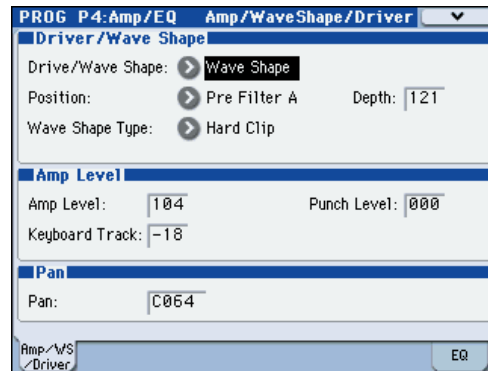 PROG P4:Amp/EQ Amp/WaveShape/Driver
Driver/Wave Shape
Drive/Wave Shape: Wave Shape
Position: Pre Filter A Depth: 121
Wave Shape Type: Hard Clip
Amp Level
Amp Level: 104 Punch Level: 000
Keyboard Track: -18
Pan
Pan: C064
Amp/WS
/Driver EQ